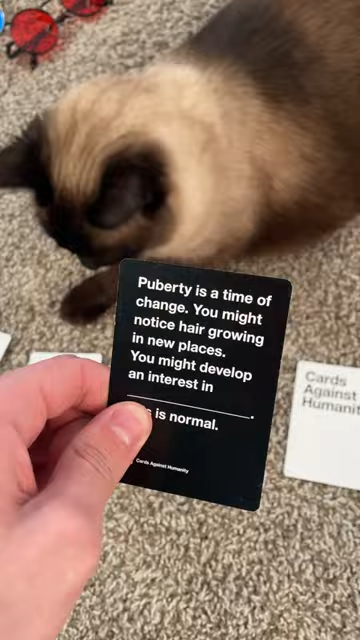 Puberty is a time of
change. You might
notice hair growing
in new places.
You might develop
an interest in
____________.
is normal.
Cards Against Humanity
Cards
Against
Humanit